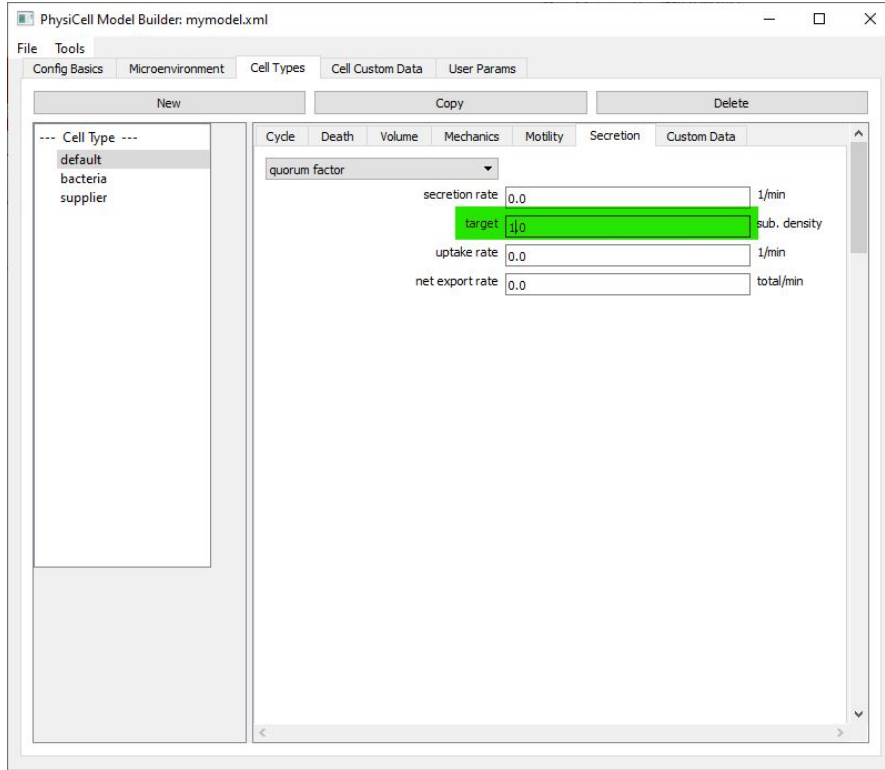 PhysiCell Model Builder: mymodel.xml
File Tools
Config Basics Microenvironment Cell Types Cell Custom Data User Params
New Copy Delete
--- Cell Type ---
default
bacteria
supplier
Cycle Death Volume Mechanics Motility Secretion Custom Data
quorum factor
secretion rate 0.0 1/min
target 1.0 sub. density
uptake rate 0.0 1/min
net export rate 0.0 total/min